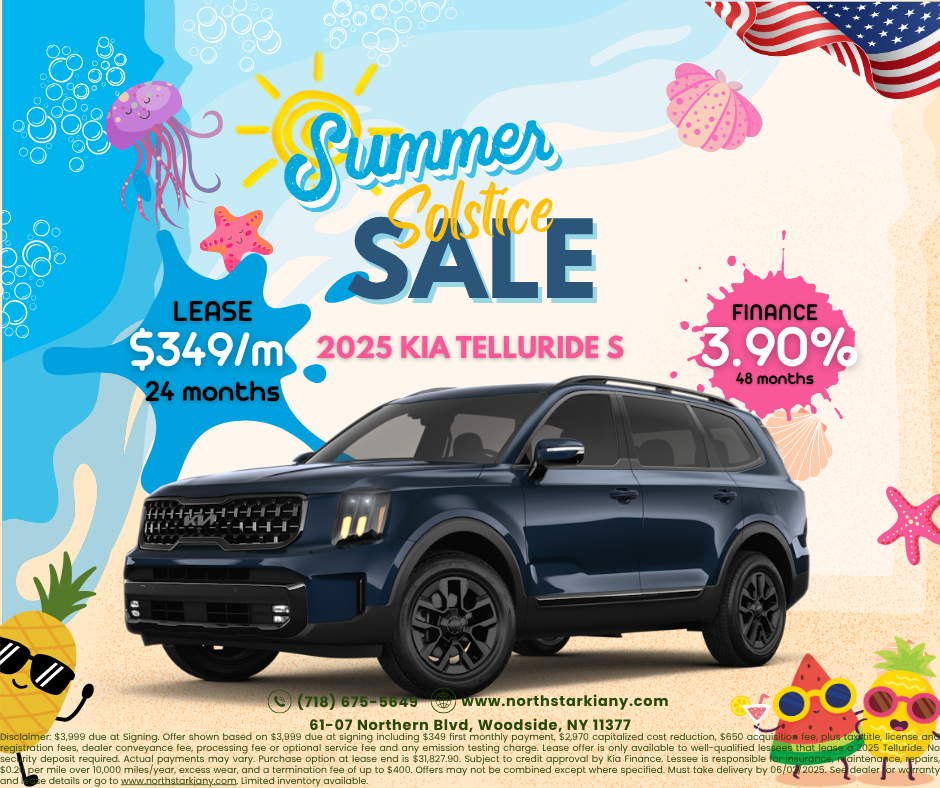 Summer
Solstice
SALE
LEASE
$349/m
24 months
2025 KIA TELLURIDE S
FINANCE
3.90%
48 months
KIA
(718) 675-5649 www.northstarkiany.com
61-07 Northern Blvd, Woodside, NY 11377
Disclaimer: $3,999 due at Signing. Offer shown based on $3,999 due at signing including $349 first monthly payment, $2,970 capitalized cost reduction, $650 acquisition fee, plus tax, title, license and
registration fees, dealer conveyance fee, processing fee or optional service fee and any emission testing charge. Lease offer is only available to well-qualified lessees that lease a 2025 Telluride. No
security deposit required. Actual payments may vary. Purchase option at lease end is $31,827.90. Subject to credit approval by Kia Finance. Lessee is responsible for insurance, maintenance, repairs,
per mile over 10,000 miles/year, excess wear, and a termination fee of up to $400. Offers may not be combined except where specified. Must take delivery by 2025. See dealer for warranty
and details or go to www.northstarkiany.com. Limited inventory available.